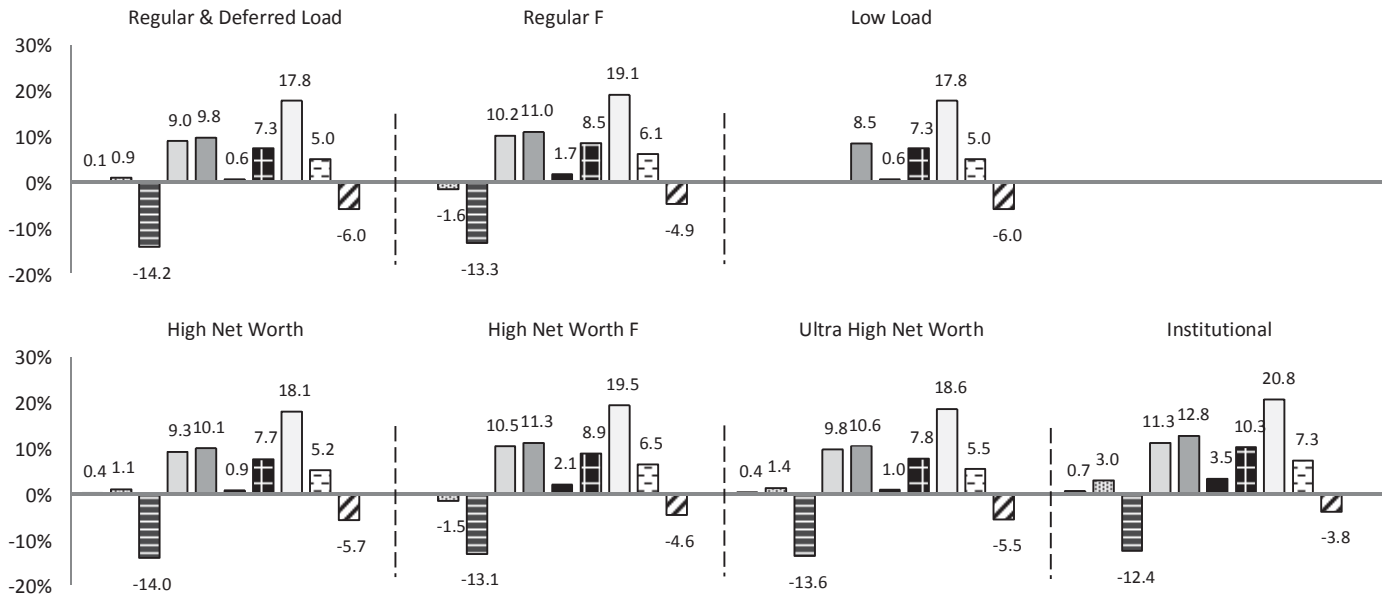 Regular & Deferred Load Regular F Low Load
30%
20%
10%
0%
-10%
-20%
0.1 0.9 -14.2 9.0 9.8 0.6 7.3 17.8 5.0 -6.0
-1.6 -13.3 10.2 11.0 1.7 8.5 19.1 6.1 -4.9
8.5 0.6 7.3 17.8 5.0 -6.0
High Net Worth High Net Worth F Ultra High Net Worth Institutional
30%
20%
10%
0%
-10%
-20%
0.4 1.1 -14.0 9.3 10.1 0.9 7.7 18.1 5.2 -5.7
-1.5 -13.1 10.5 11.3 2.1 8.9 19.5 6.5 -4.6
0.4 1.4 -13.6 9.8 10.6 1.0 7.8 18.6 5.5 -5.5
0.7 3.0 -12.4 11.3 12.8 3.5 10.3 20.8 7.3 -3.8